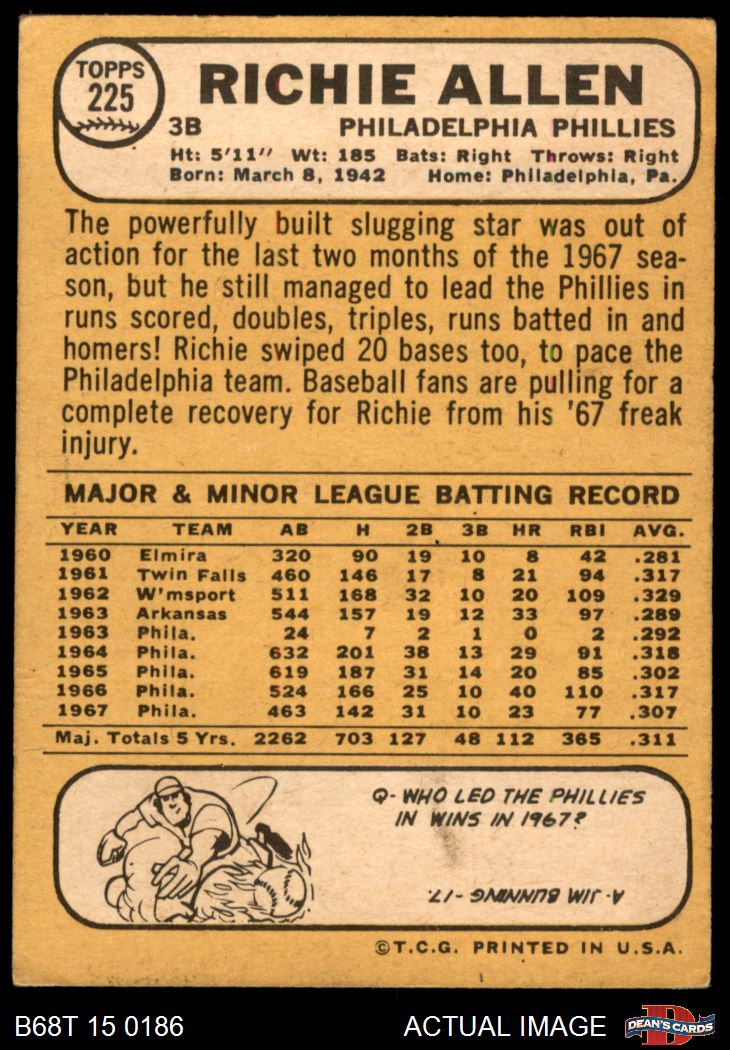 TOPPS
225
RICHIE ALLEN
3B PHILADELPHIA PHILLIES
Ht: 5'11" Wt: 185 Bats: Right Throws: Right
Born: March 8, 1942 Home: Philadelphia, Pa.
The powerfully built slugging star was out of
action for the last two months of the 1967 sea-
son, but he still managed to lead the Phillies in
runs scored, doubles, triples, runs batted in and
homers! Richie swiped 20 bases too, to pace the
Philadelphia team. Baseball fans are pulling for a
complete recovery for Richie from his '67 freak
injury.
MAJOR & MINOR LEAGUE BATTING RECORD
YEAR TEAM AB H 2B 3B HR RBI AVG.
1960 Elmira 320 90 19 10 8 42 .281
1961 Twin Falls 460 146 17 8 21 94 .317
1962 W'msport 511 168 32 10 20 109 .329
1963 Arkansas 544 157 19 12 33 97 .289
1963 Phila. 24 7 2 1 0 2 .292
1964 Phila. 632 201 38 13 29 91 .318
1965 Phila. 619 187 31 14 20 85 .302
1966 Phila. 524 166 25 10 40 110 .317
1967 Phila. 463 142 31 10 23 77 .307
Maj. Totals 5 Yrs. 2262 703 127 48 112 365 .311
Q- WHO LED THE PHILLIES
IN WINS IN 1967?
A- JIM BUNNING -17.
©T.C.G. PRINTED IN U.S.A.
B68T 15 0186 ACTUAL IMAGE
D
DEAN'S CARDS